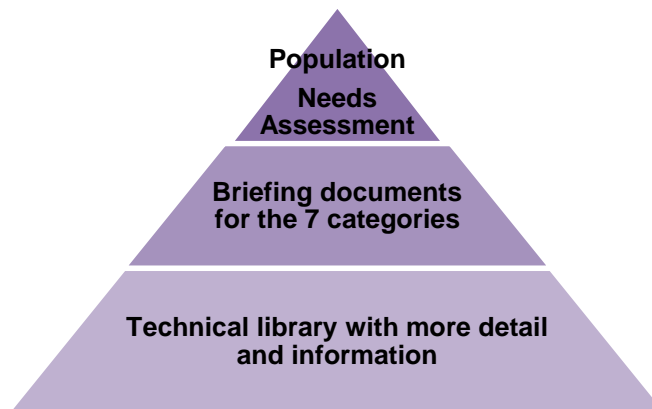 Population
Needs
Assessment
Briefing documents
for the 7 categories
Technical library with more detail
and information